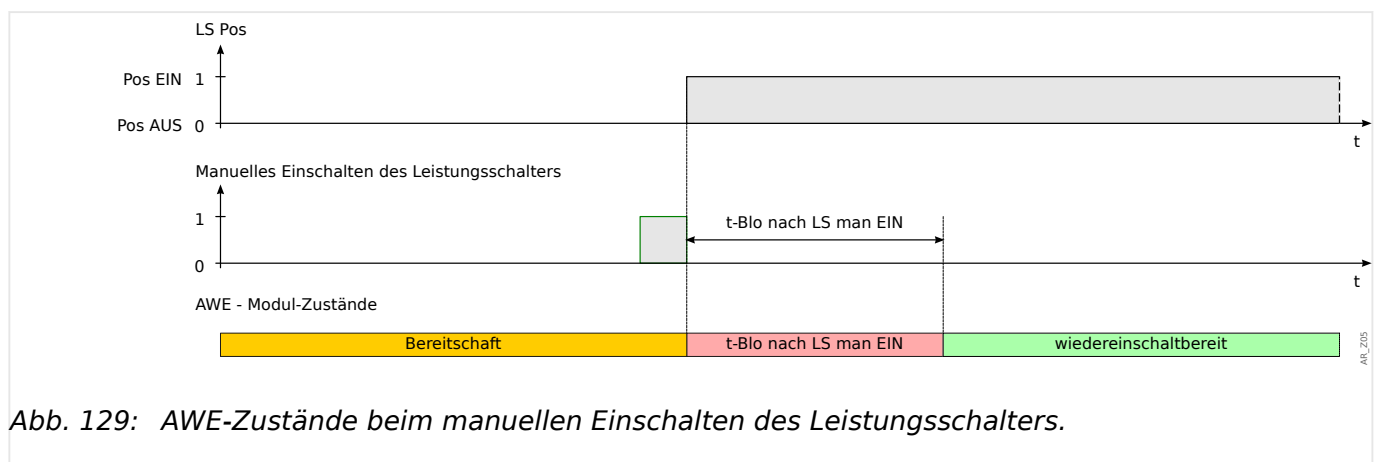 LS Pos
Pos EIN 1
Pos AUS 0
t
Manuelles Einschalten des Leistungsschalters
1
t-Blo nach LS man EIN
0
t
AWE - Modul-Zustände
Bereitschaft t-Blo nach LS man EIN wiedereinschaltbereit
AR_Z05
Abb. 129: AWE-Zustände beim manuellen Einschalten des Leistungsschalters.